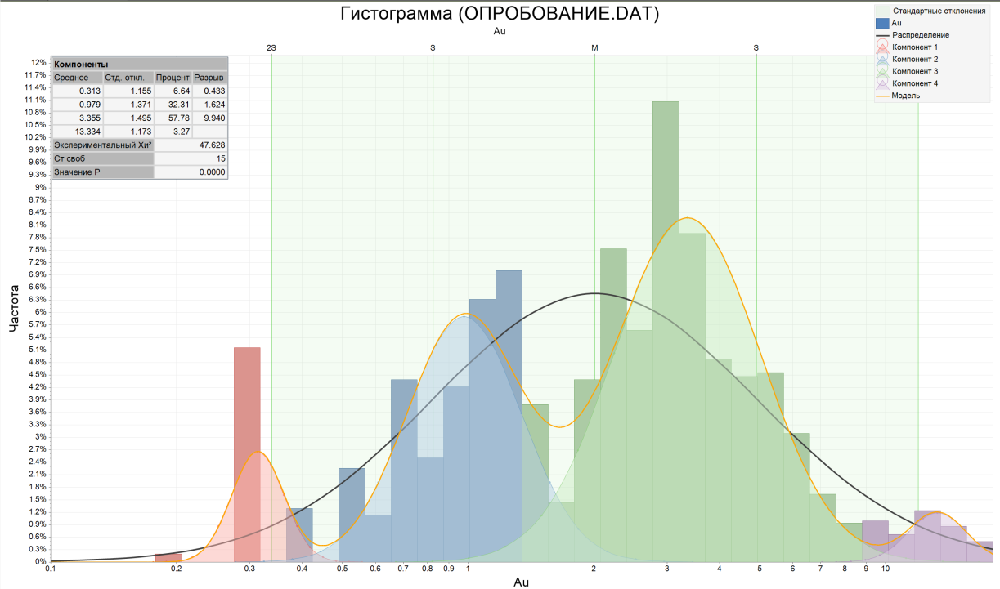 Гистограмма (ОПРОБОВАНИЕ.DAT)
Au
2S S M S
Стандартные отклонения
Au
Распределение
Компонент 1
Компонент 2
Компонент 3
Компонент 4
Модель
Компоненты
Среднее Стд. откл. Процент Разрыв
0.313 1.155 6.64 0.433
0.979 1.371 32.31 1.624
3.355 1.495 57.78 9.940
13.334 1.173 3.27
Экспериментальный Хи² 47.628
Ст своб 15
Значение Р 0.0000
12%
11.7%
11.4%
11.1%
10.8%
10.5%
10.2%
9.9%
9.6%
9.3%
9%
8.7%
8.4%
8.1%
7.8%
7.5%
7.2%
6.9%
6.6%
6.3%
6%
5.7%
5.4%
5.1%
4.8%
4.5%
4.2%
3.9%
3.6%
3.3%
3%
2.7%
2.4%
2.1%
1.8%
1.5%
1.2%
0.9%
0.6%
0.3%
0%
Частота
0.1 0.2 0.3 0.4 0.5 0.6 0.7 0.8 0.9 1 2 3 4 5 6 7 8 9 10
Au